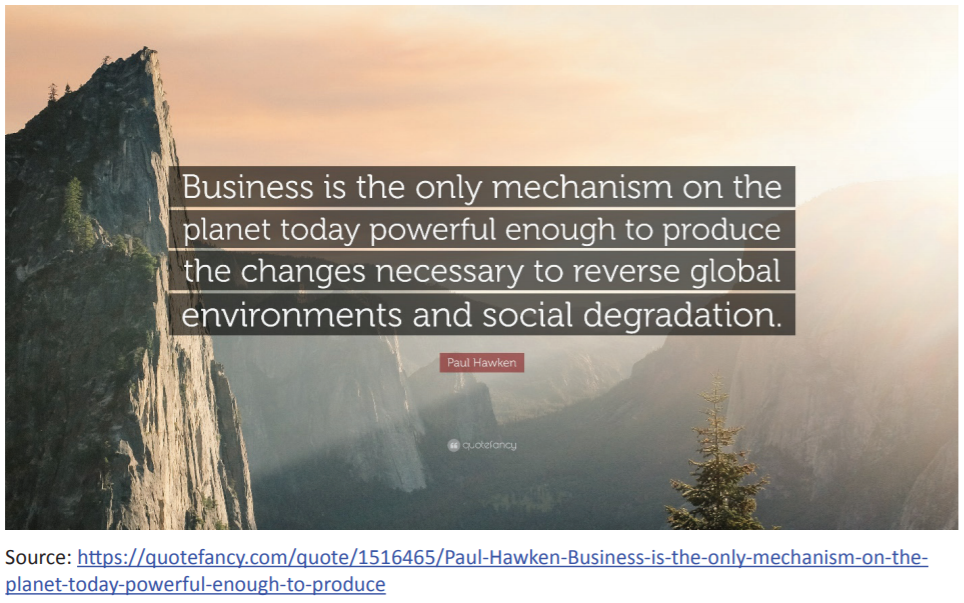 Business is the only mechanism on the
planet today powerful enough to produce
the changes necessary to reverse global
environments and social degradation.
Paul Hawken
quotefancy
Source: https://quotefancy.com/quote/1516465/Paul-Hawken-Business-is-the-only-mechanism-on-the-
planet-today-powerful-enough-to-produce